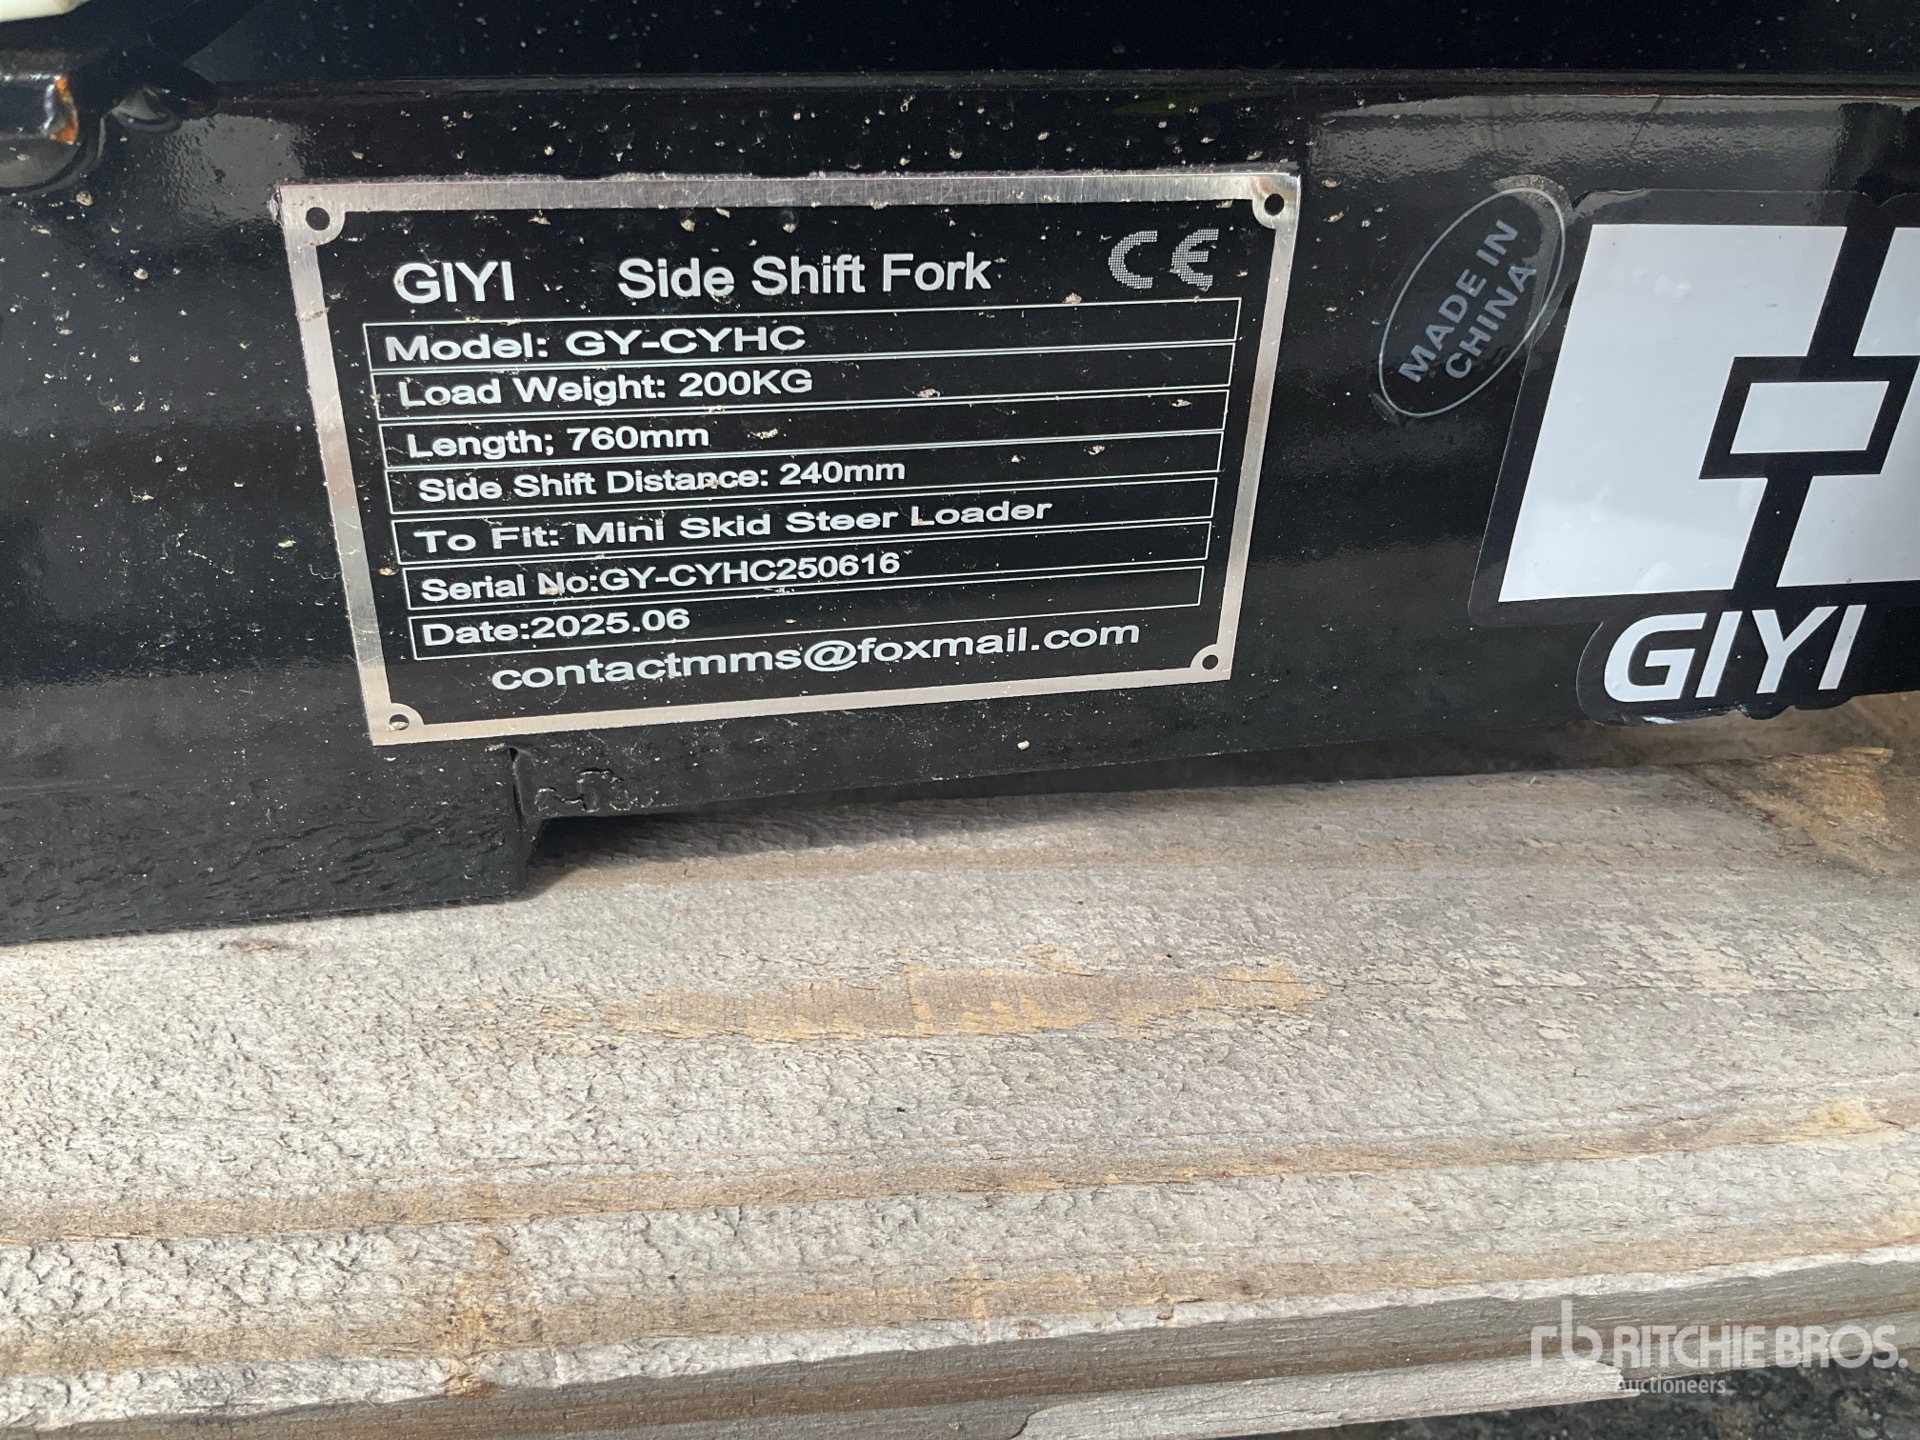 GIYI Side Shift Fork CE
Model: GY-CYHC
Load Weight: 200KG
Length; 760mm
Side Shift Distance: 240mm
To Fit: Mini Skid Steer Loader
Serial No:GY-CYHC250616
Date:2025.06
contactmms@foxmail.com
MADE IN
CHINA
GIYI
rb RITCHIE BROS.
Auctioneers